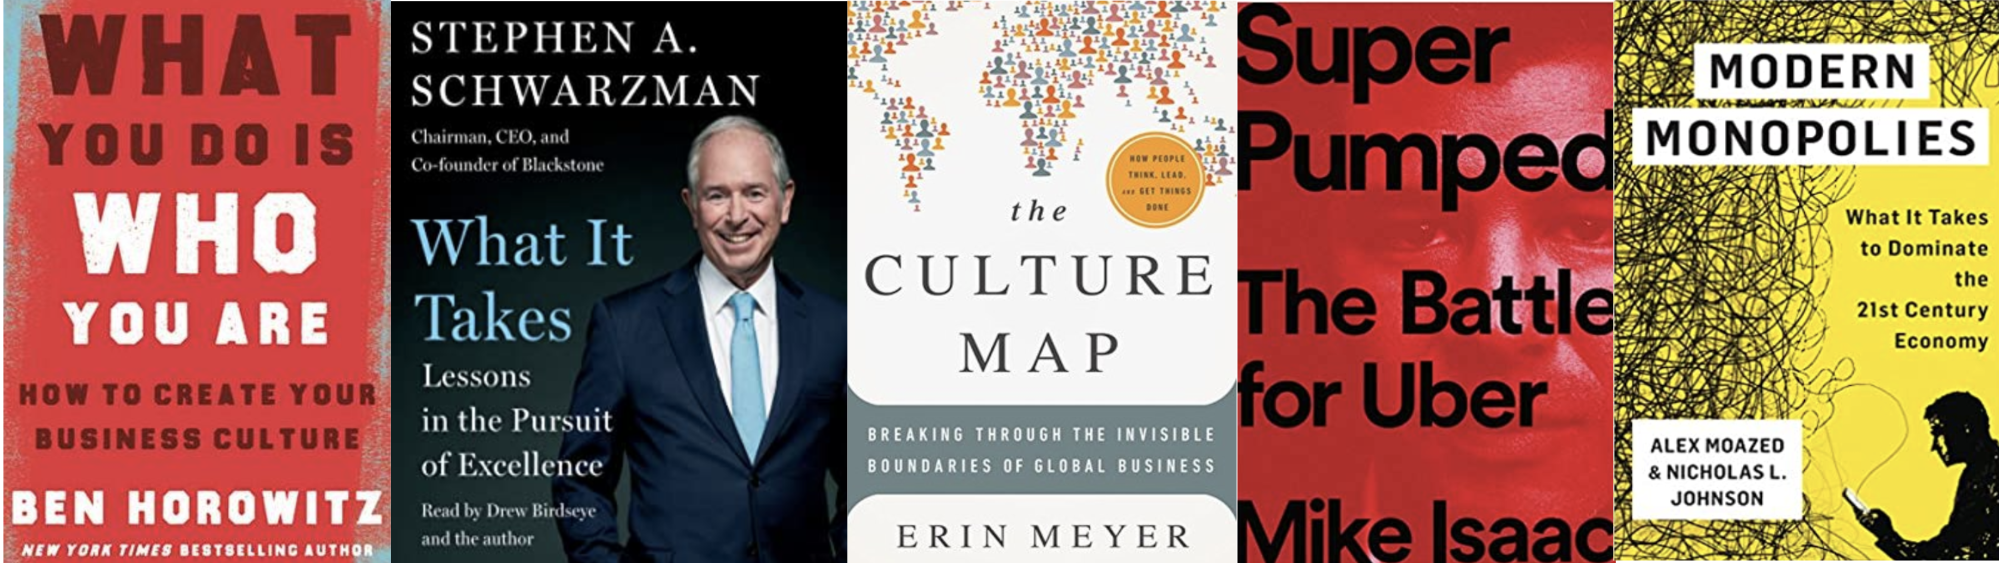 WHAT
YOU DO IS
WHO
YOU ARE
HOW TO CREATE YOUR
BUSINESS CULTURE
BEN HOROWITZ
NEW YORK TIMES BESTSELLING AUTHOR
STEPHEN A.
SCHWARZMAN
Chairman, CEO, and
Co-founder of Blackstone
What It
Takes
Lessons
in the Pursuit
of Excellence
Read by Drew Birdseye
and the author
HOW PEOPLE
THINK, LEAD,
AND GET THINGS
DONE
the
CULTURE
MAP
BREAKING THROUGH THE INVISIBLE
BOUNDARIES OF GLOBAL BUSINESS
ERIN MEYER
Super
Pumped
The Battle
for Uber
Mike Isaac
MODERN
MONOPOLIES
What It Takes
to Dominate
the
21st Century
Economy
ALEX MOAZED
& NICHOLAS L.
JOHNSON